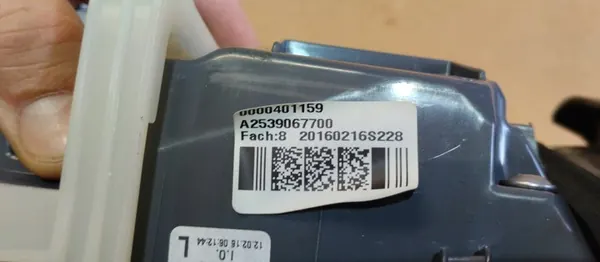 0000401159
A2539067700
Fach:8 20160216S228
I.O.
L
12.02.16 06:12:44